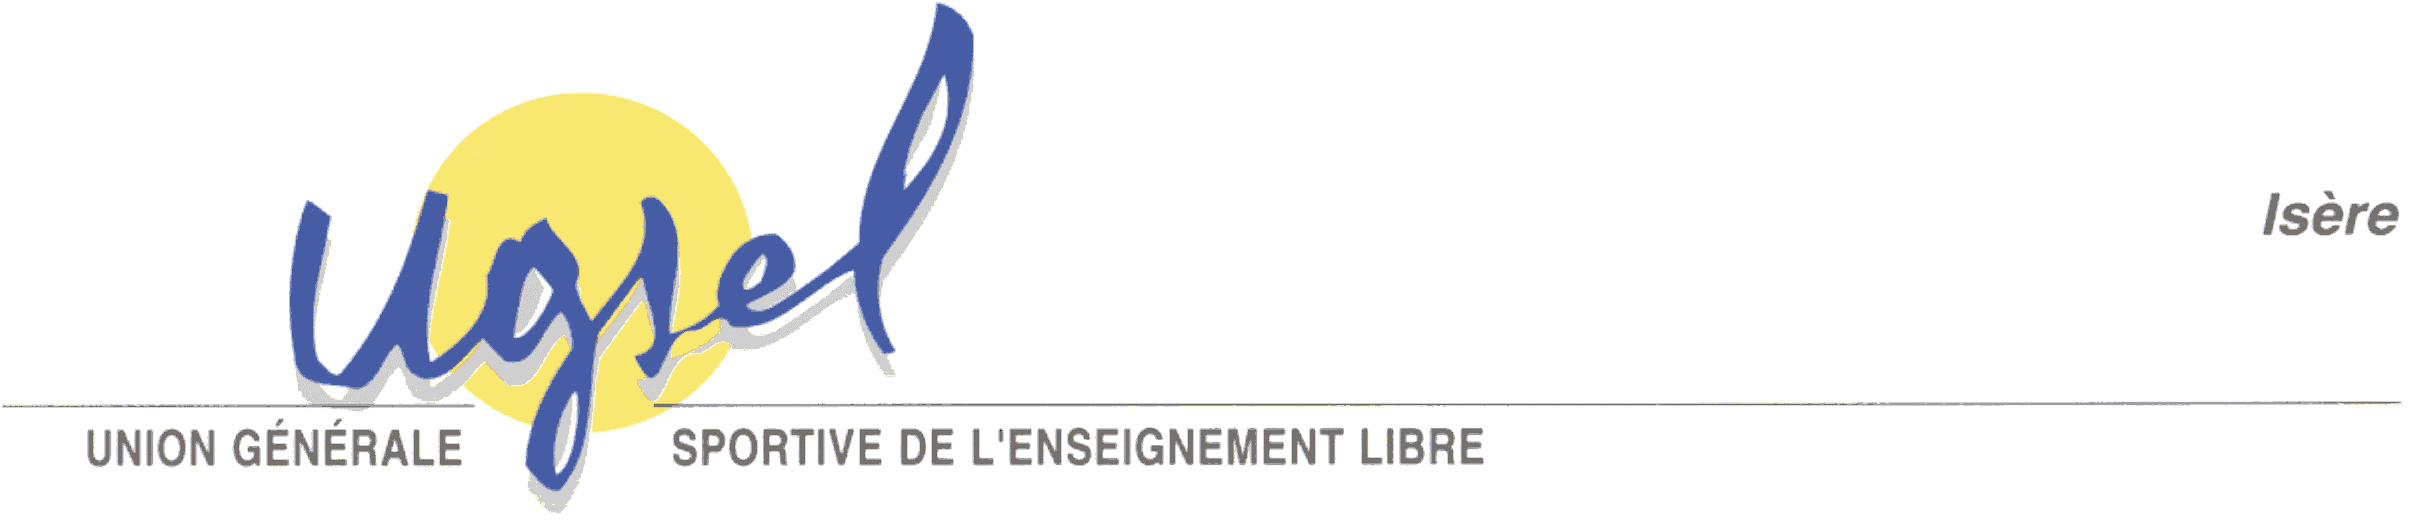 ugsel
Isère
UNION GÉNÉRALE SPORTIVE DE L'ENSEIGNEMENT LIBRE